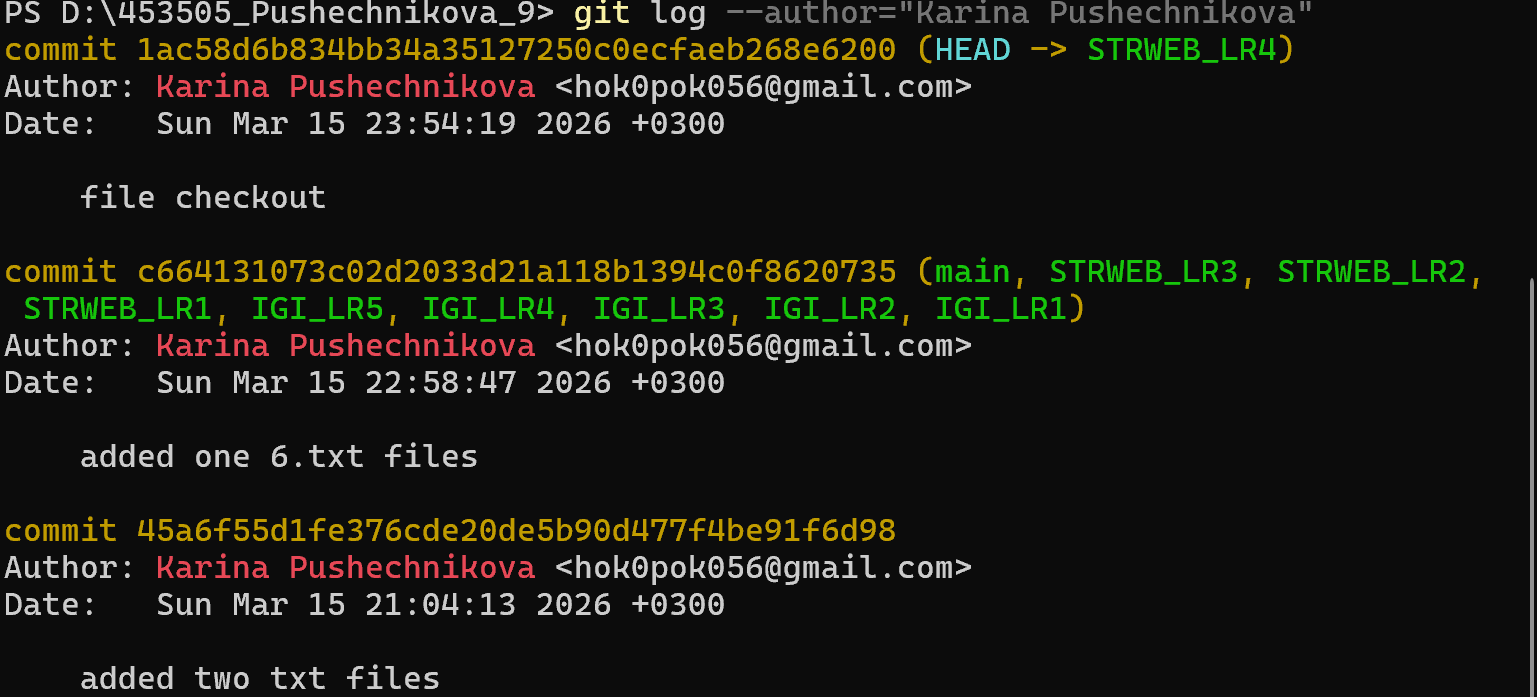 PS D:\453505_Pushechnikova_9> git log --author="Karina Pushechnikova"
commit 1ac58d6b834bb34a35127250c0ecfaeb268e6200 (HEAD -> STRWEB_LR4)
Author: Karina Pushechnikova <hok0pok056@gmail.com>
Date:   Sun Mar 15 23:54:19 2026 +0300
    file checkout
commit c664131073c02d2033d21a118b1394c0f8620735 (main, STRWEB_LR3, STRWEB_LR2,
 STRWEB_LR1, IGI_LR5, IGI_LR4, IGI_LR3, IGI_LR2, IGI_LR1)
Author: Karina Pushechnikova <hok0pok056@gmail.com>
Date:   Sun Mar 15 22:58:47 2026 +0300
    added one 6.txt files
commit 45a6f55d1fe376cde20de5b90d477f4be91f6d98
Author: Karina Pushechnikova <hok0pok056@gmail.com>
Date:   Sun Mar 15 21:04:13 2026 +0300
    added two txt files